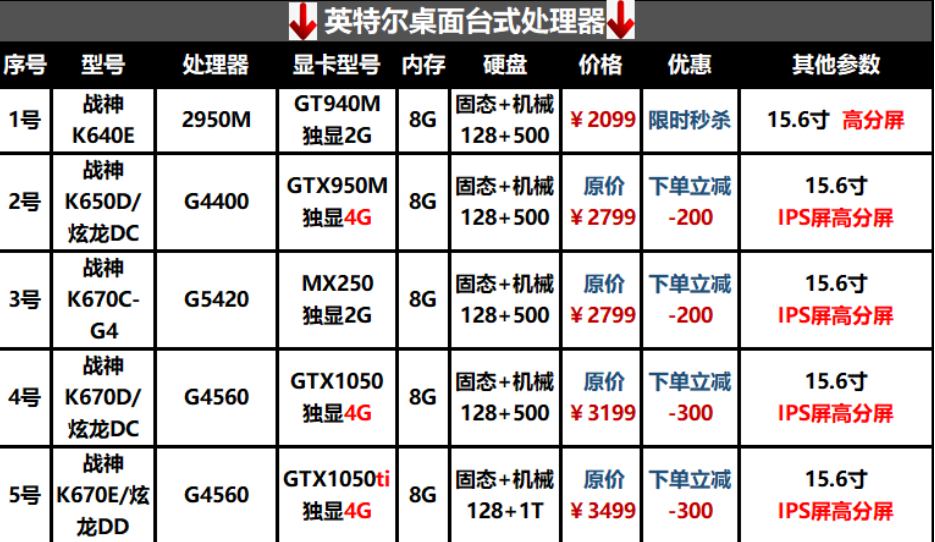 英特尔桌面台式处理器
序号 型号 处理器 显卡型号 内存 硬盘 价格 优惠 其他参数
1号 战神 K640E 2950M GT940M 独显2G 8G 固态+机械 128+500 ￥2099 限时秒杀 15.6寸 高分屏
2号 战神 K650D/ 炫龙DC G4400 GTX950M 独显4G 8G 固态+机械 128+500 原价 ￥2799 下单立减 -200 15.6寸 IPS屏高分屏
3号 战神 K670C- G4 G5420 MX250 独显2G 8G 固态+机械 128+500 原价 ￥2799 下单立减 -200 15.6寸 IPS屏高分屏
4号 战神 K670D/ 炫龙DC G4560 GTX1050 独显4G 8G 固态+机械 128+500 原价 ￥3199 下单立减 -300 15.6寸 IPS屏高分屏
5号 战神 K670E/炫 龙DD G4560 GTX1050ti 独显4G 8G 固态+机械 128+1T 原价 ￥3499 下单立减 -300 15.6寸 IPS屏高分屏